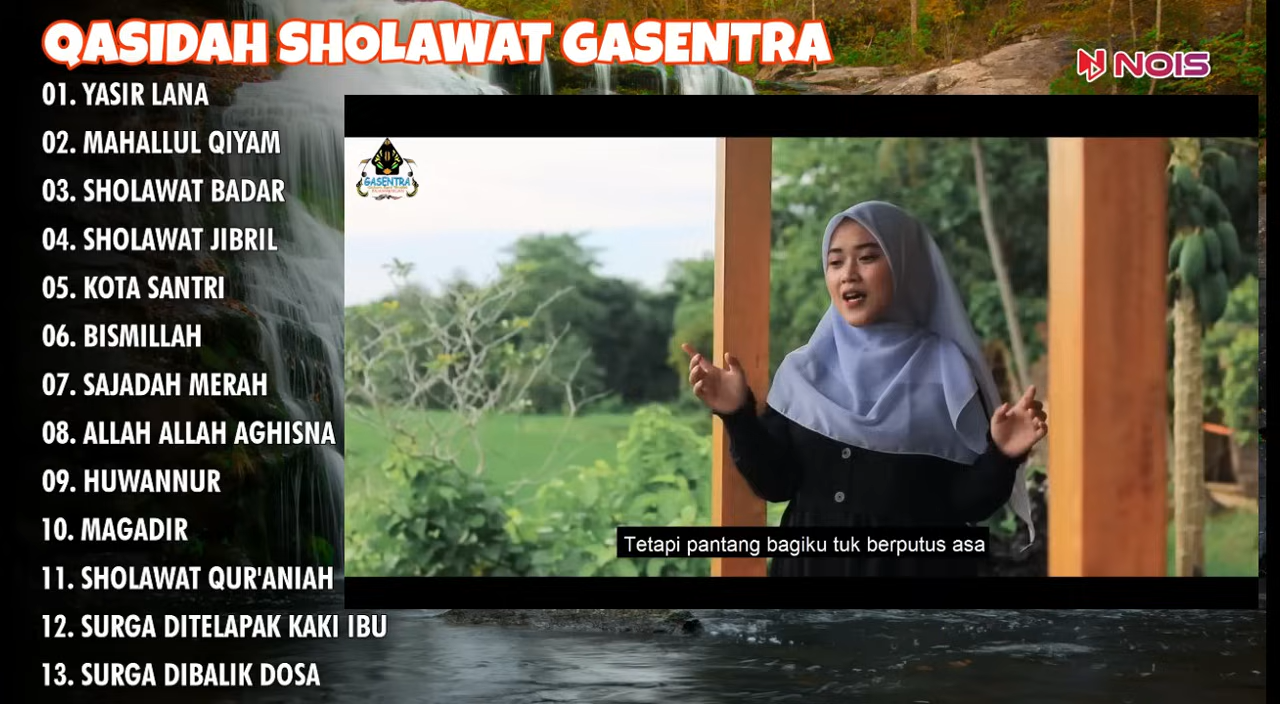 QASIDAH SHOLAWAT GASENTRA
NOIS
01. YASIR LANA
02. MAHALLUL QIYAM
03. SHOLAWAT BADAR
04. SHOLAWAT JIBRIL
05. KOTA SANTRI
06. BISMILLAH
07. SAJADAH MERAH
08. ALLAH ALLAH AGHISNA
09. HUWANNUR
10. MAGADIR
11. SHOLAWAT QUR'ANIAH
12. SURGA DITELAPAK KAKI IBU
13. SURGA DIBALIK DOSA
GASENTRA
Tetapi pantang bagiku tuk berputus asa